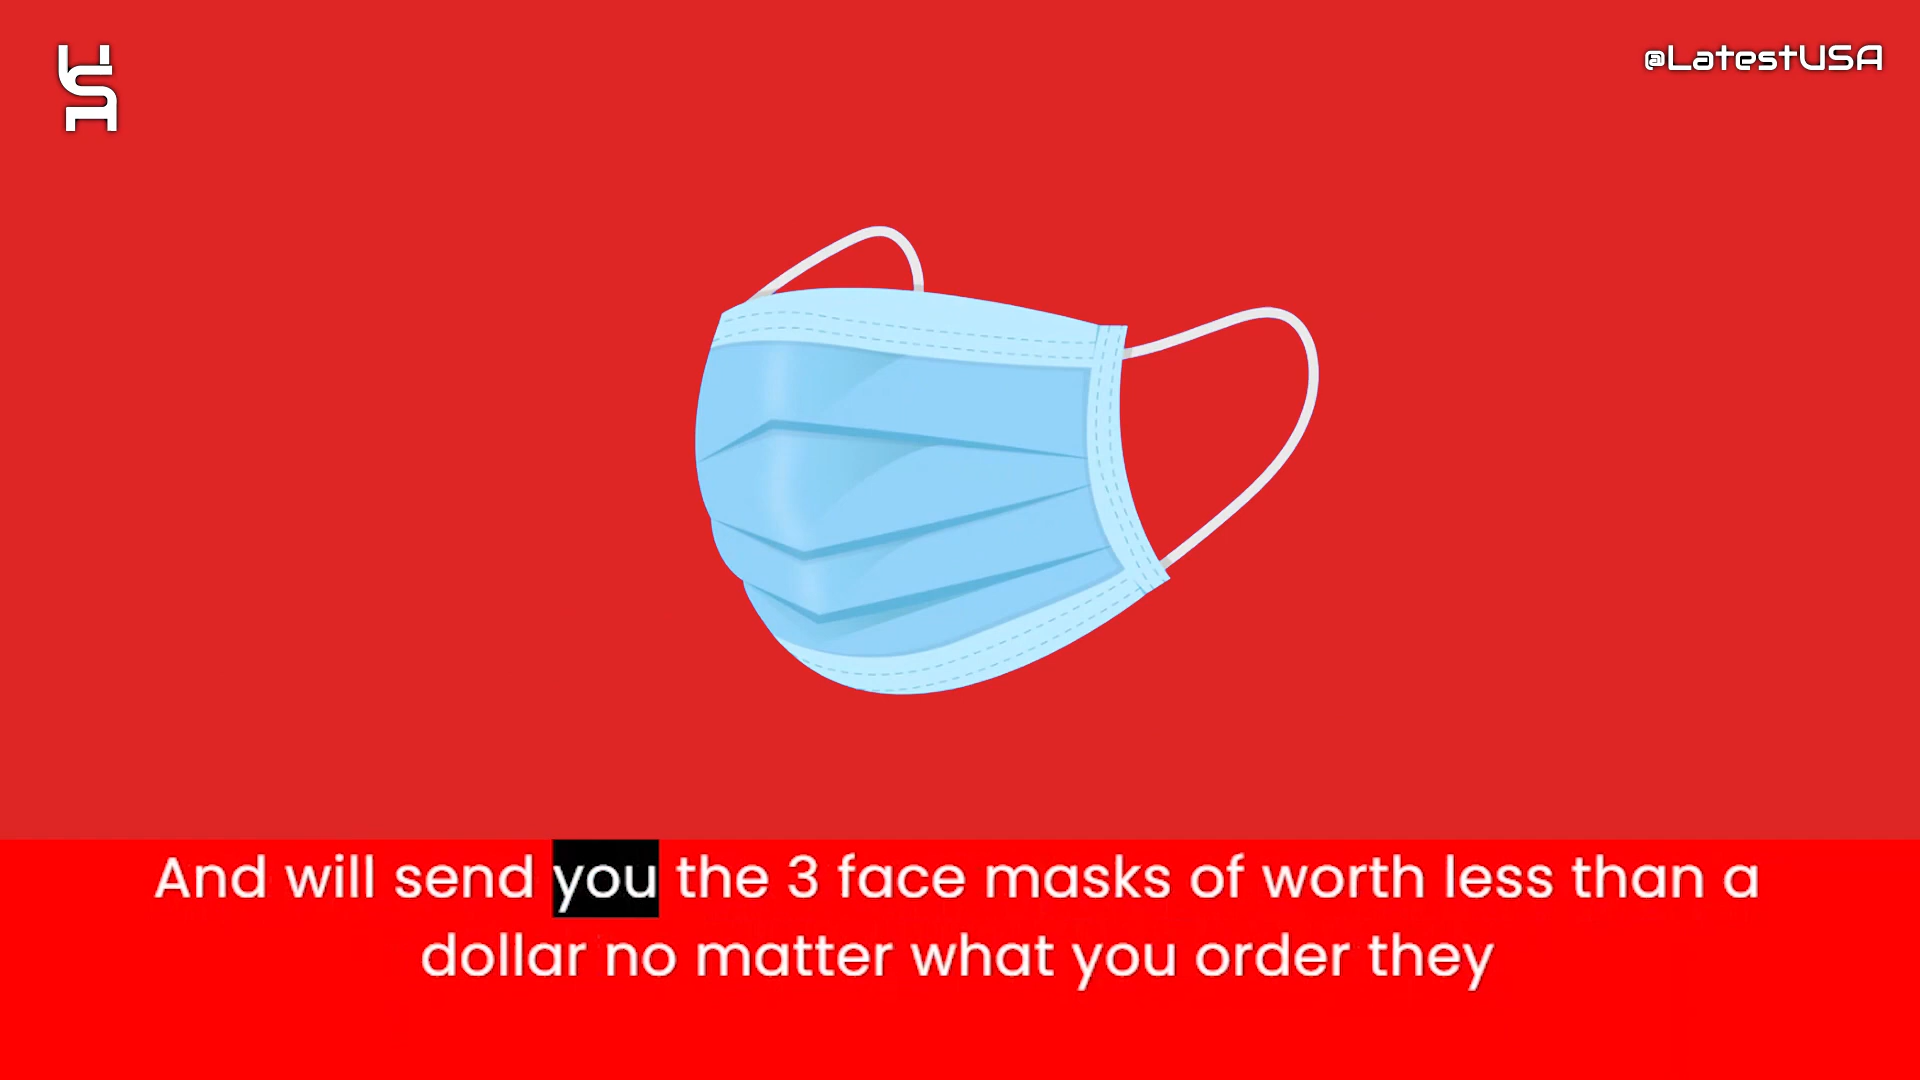 USA
@LatestUSA
And will send you the 3 face masks of worth less than a
dollar no matter what you order they